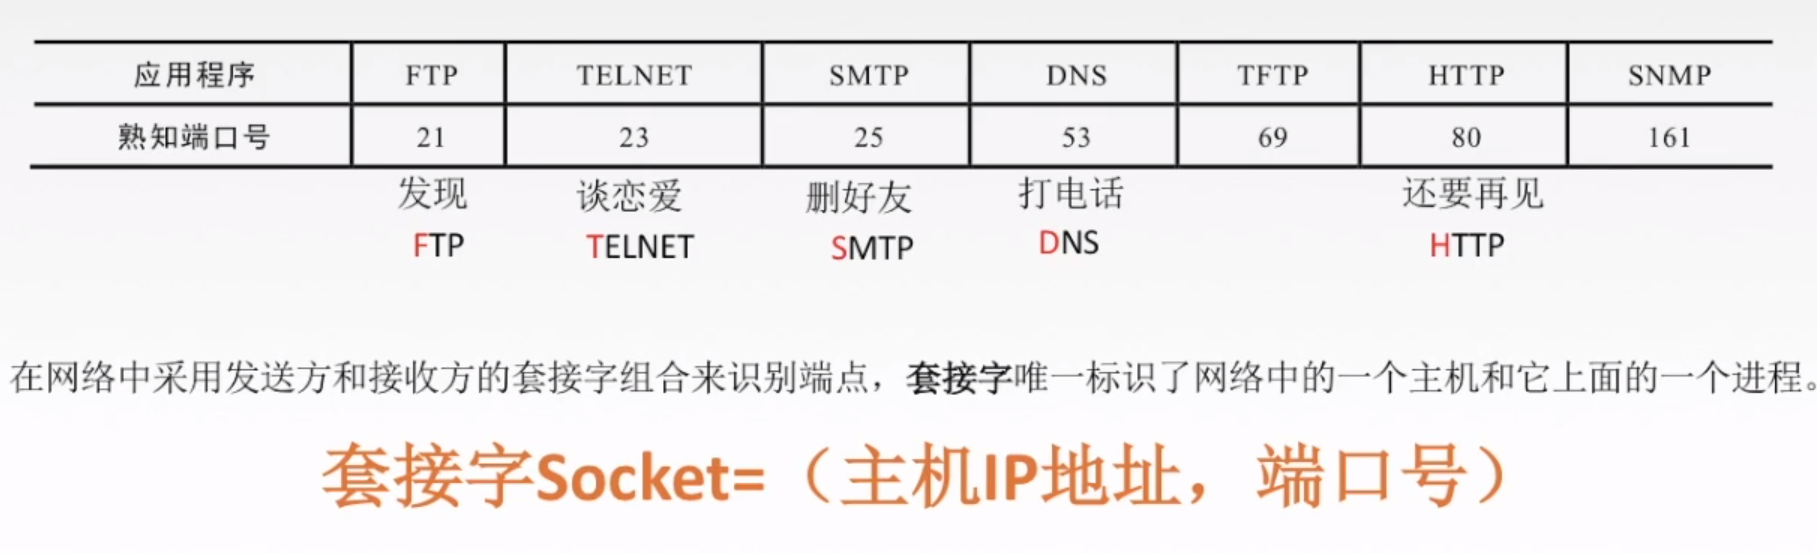 应用程序 FTP TELNET SMTP DNS TFTP HTTP SNMP
熟知端口号 21 23 25 53 69 80 161
发现 谈恋爱 删好友 打电话 还要再见
FTP TELNET SMTP DNS HTTP
在网络中采用发送方和接收方的套接字组合来识别端点，套接字唯一标识了网络中的一个主机和它上面的一个进程。
套接字Socket=（主机IP地址，端口号）